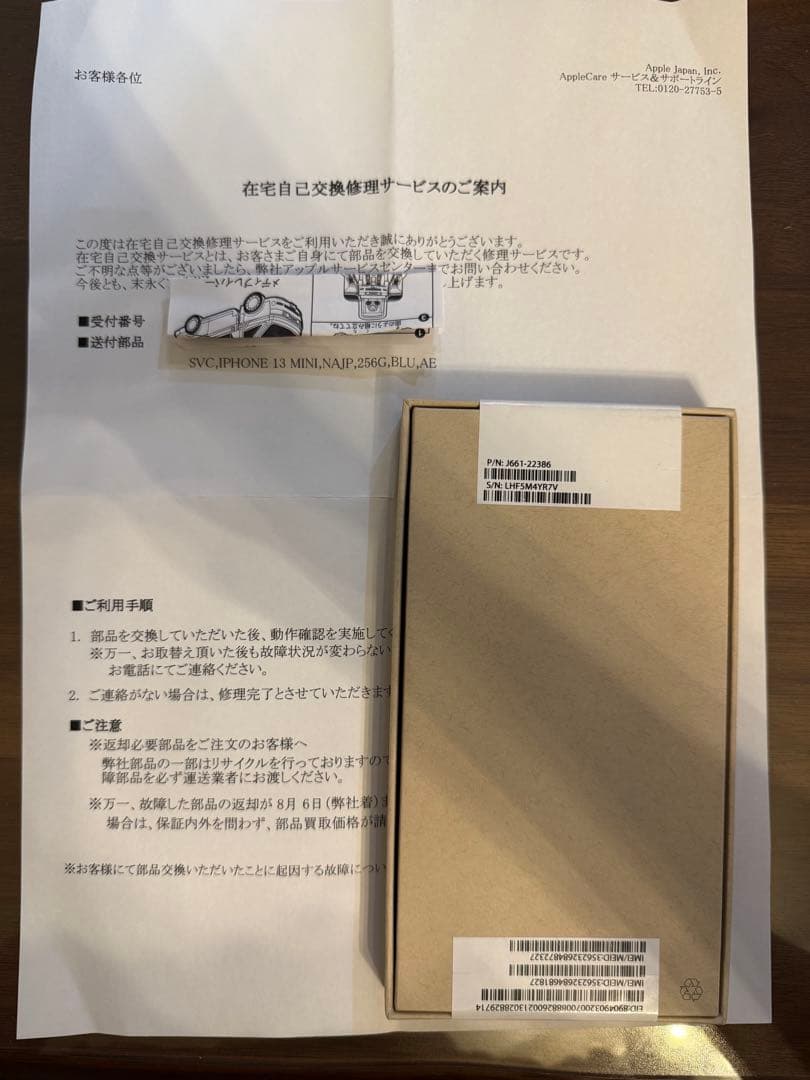 お客様各位
Apple Japan, Inc.
AppleCare サービス&サポートライン
TEL:0120-27753-5
在宅自己交換修理サービスのご案内
この度は在宅自己交換修理サービスをご利用いただき誠にありがとうございます。
在宅自己交換サービスとは、お客さまご自身にて部品を交換していただく修理サービスです。
ご不明な点等がございましたら、弊社アップルサービスセンターまでお問い合わせください。
今後とも、末永く
上げます。
メディブレイバー
■受付番号
■送付部品
SVC,IPHONE 13 MINI,NAJP,256G,BLU,AE
P/N: J661-22386
S/N: LHF5M4YR7V
■ご利用手順
1. 部品を交換していただいた後、動作確認を実施して
※万一、お取替え頂いた後も故障状況が変わらない
お電話にてご連絡ください。
2. ご連絡がない場合は、修理完了とさせていただきます
■ご注意
※返却必要部品をご注文のお客様へ
弊社部品の一部はリサイクルを行っておりますので
障部品を必ず運送業者にお渡しください。
※万一、故障した部品の返却が 8月 6日(弊社着)ま
場合は、保証内外を問わず、部品買取価格が請
※お客様にて部品交換いただいたことに起因する故障につい
IMEI/MEID:356232684872327
IMEI/MEID:356232684681827
EID:89049032007008882600213028829714